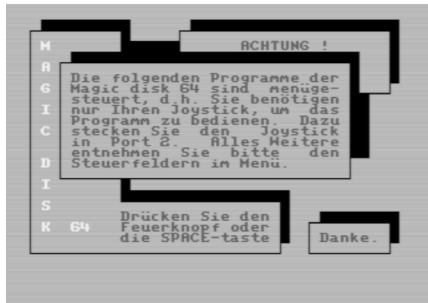 ACHTUNG !
Die folgenden Programme der
Magic disk 64 sind menüge-
steuert, d.h. Sie benötigen
nur Ihren Joystick, um das
Programm zu bedienen. Dazu
stecken Sie den Joystick
in Port 2. Alles Weitere
entnehmen Sie bitte den
Steuerfeldern im Menü.
M
A
G
I
C
D
I
S
K 64
Drücken Sie den
Feuerknopf oder
die SPACE-taste
Danke.